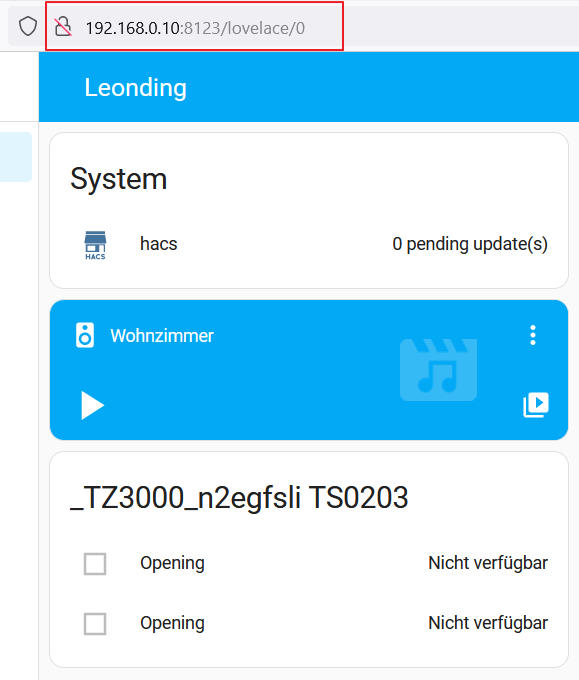 192.168.0.10:8123/lovelace/0
Leonding
System
HACS
hacs 0 pending update(s)
Wohnzimmer
_TZ3000_n2egfsli TS0203
Opening Nicht verfügbar
Opening Nicht verfügbar